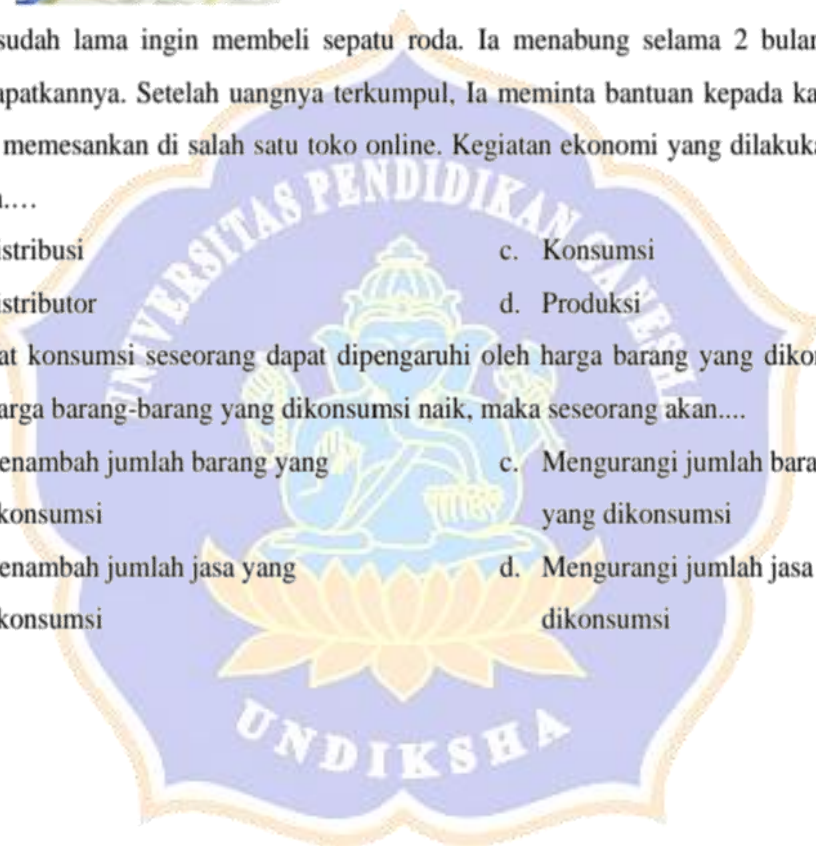 sudah lama ingin membeli sepatu roda. Ia menabung selama 2 bulan
apatkannya. Setelah uangnya terkumpul, Ia meminta bantuan kepada ka
memesankan di salah satu toko online. Kegiatan ekonomi yang dilakuk
....
istribusi c. Konsumsi
istributor d. Produksi
at konsumsi seseorang dapat dipengaruhi oleh harga barang yang diko
arga barang-barang yang dikonsumsi naik, maka seseorang akan....
enambah jumlah barang yang c. Mengurangi jumlah bara
konsumsi yang dikonsumsi
enambah jumlah jasa yang d. Mengurangi jumlah jasa
konsumsi dikonsumsi
UNIVERSITAS PENDIDIKAN GANESHA
UNDIKSHA